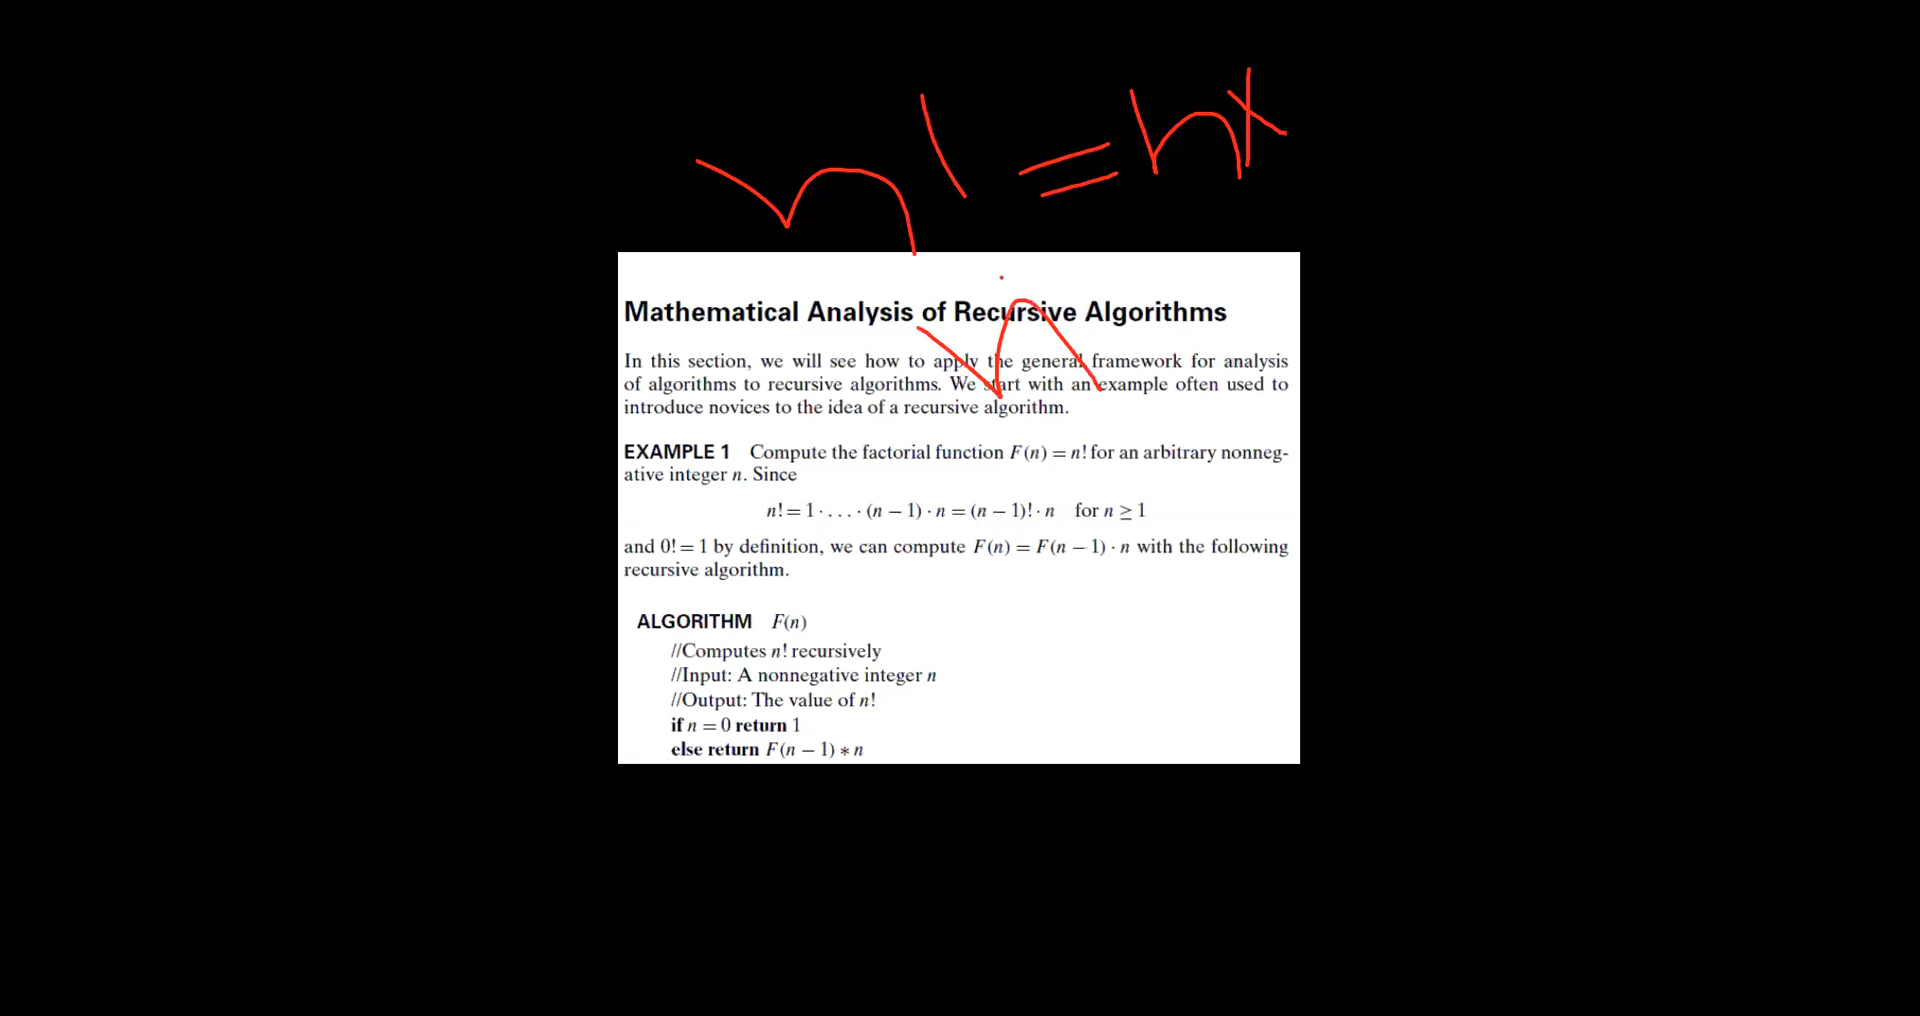 n! = n*
Mathematical Analysis of Recursive Algorithms
In this section, we will see how to apply the general framework for analysis
of algorithms to recursive algorithms. We start with an example often used to
introduce novices to the idea of a recursive algorithm.
EXAMPLE 1 Compute the factorial function F(n) = n! for an arbitrary nonneg-
ative integer n. Since
n! = 1 · . . . · (n − 1) · n = (n − 1)! · n for n ≥ 1
and 0! = 1 by definition, we can compute F(n) = F(n − 1) · n with the following
recursive algorithm.
ALGORITHM F(n)
//Computes n! recursively
//Input: A nonnegative integer n
//Output: The value of n!
if n = 0 return 1
else return F(n − 1) ∗ n